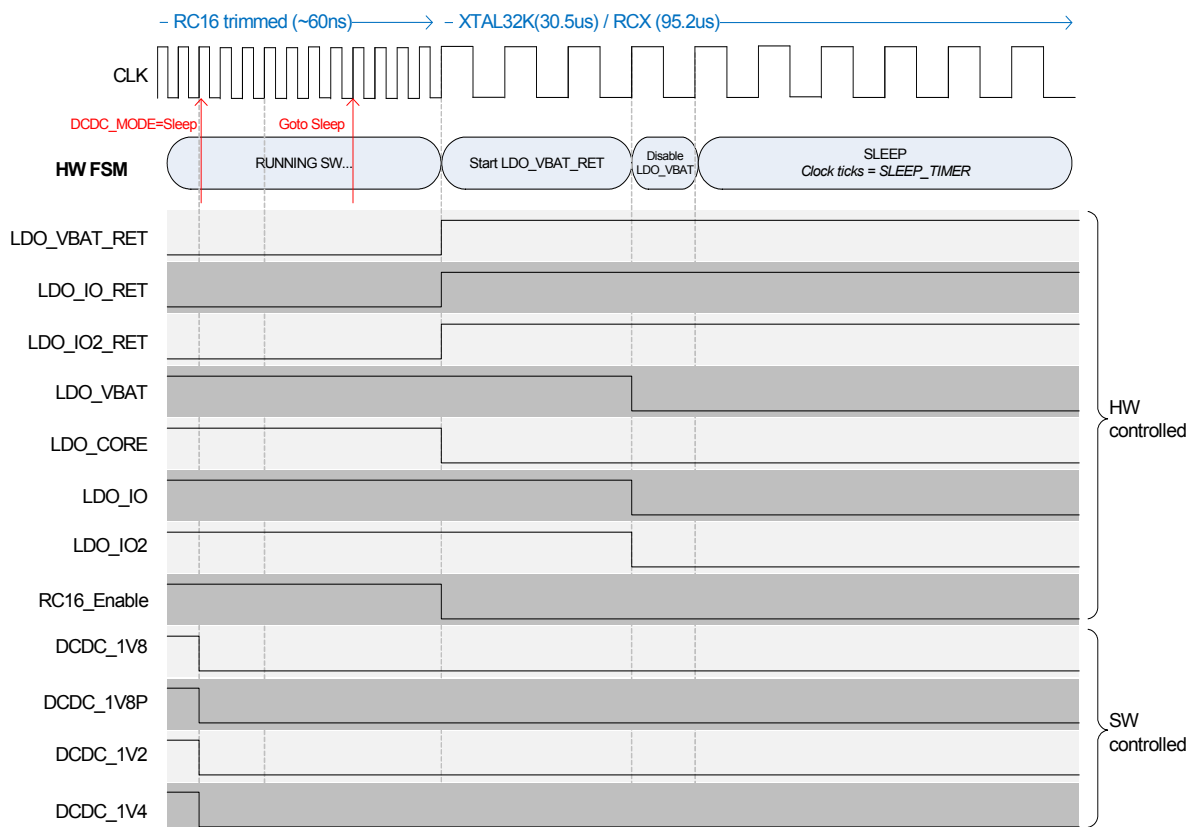 RC16 trimmed (~60ns)
XTAL32K(30.5us) / RCX (95.2us)
CLK
DCDC_MODE=Sleep
Goto Sleep
HW FSM
RUNNING SW...
Start LDO_VBAT_RET
Disable
LDO_VBAT
SLEEP
Clock ticks = SLEEP_TIMER
LDO_VBAT_RET
LDO_IO_RET
LDO_IO2_RET
LDO_VBAT
LDO_CORE
LDO_IO
LDO_IO2
RC16_Enable
HW
controlled
DCDC_1V8
DCDC_1V8P
DCDC_1V2
DCDC_1V4
SW
controlled